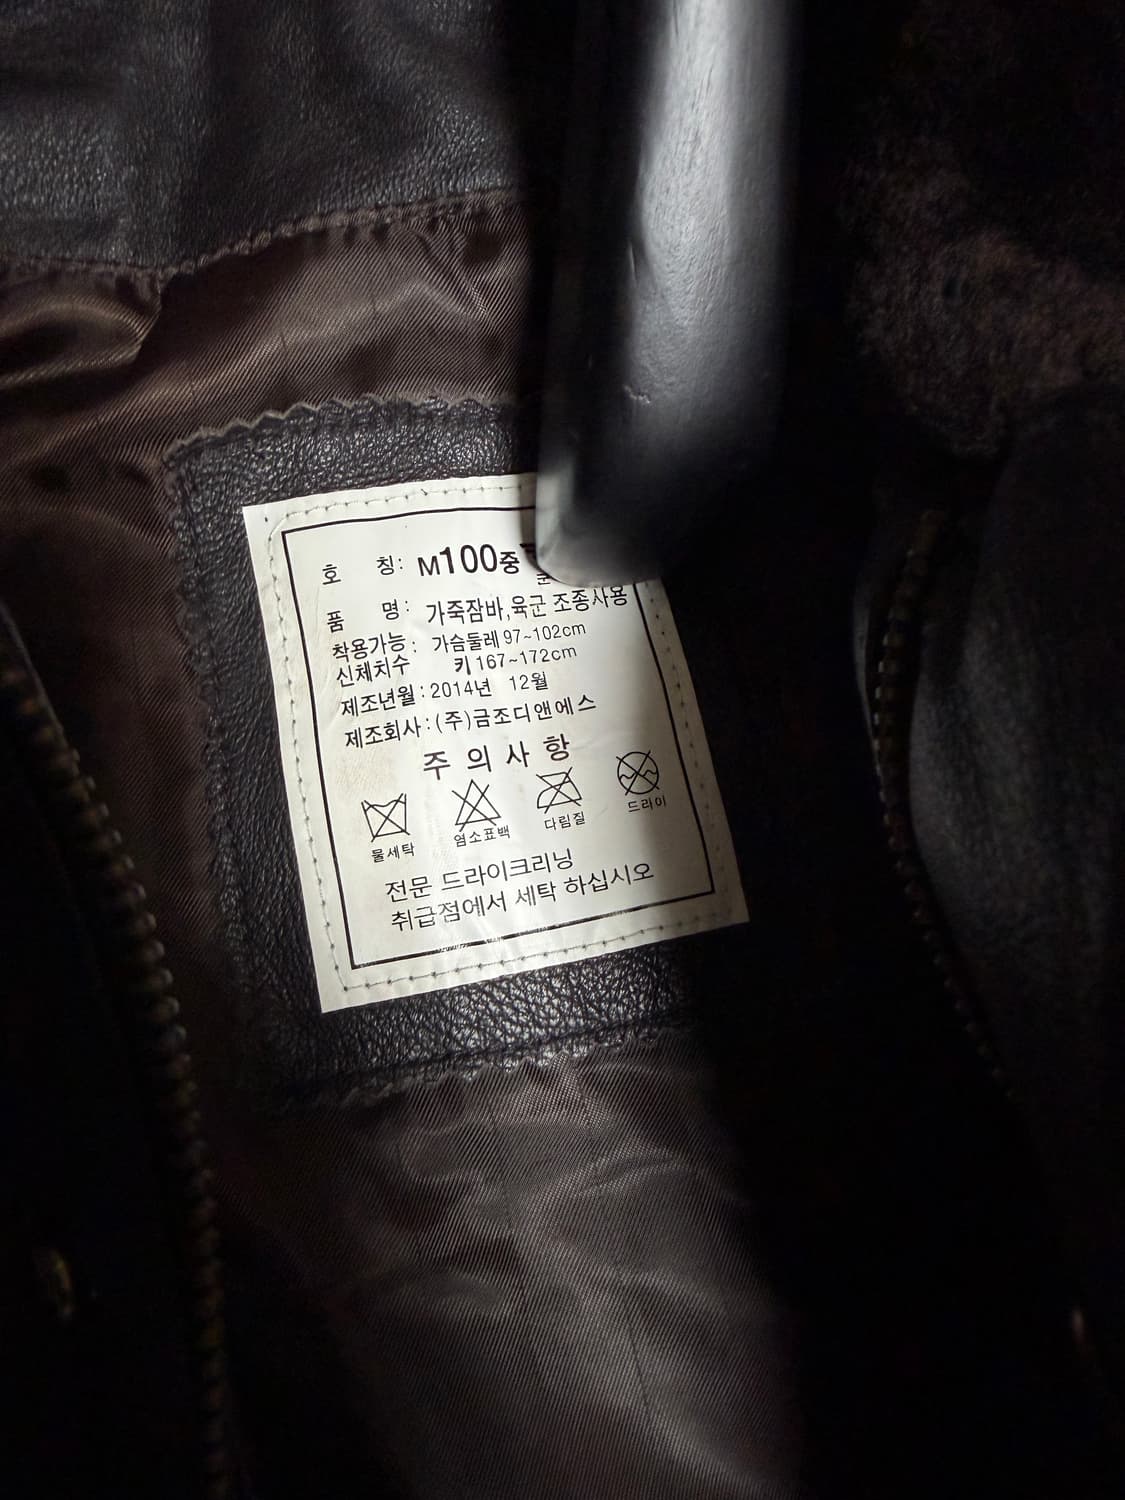 호 칭: M100중
품 명: 가죽잠바,육군 조종사용
착용가능 : 가슴둘레 97~102cm
신체치수 키 167~172cm
제조년월 : 2014년 12월
제조회사 : (주)금조디앤에스
주 의 사 항
물세탁 염소표백 다림질 드라이
전문 드라이크리닝
취급점에서 세탁 하십시오